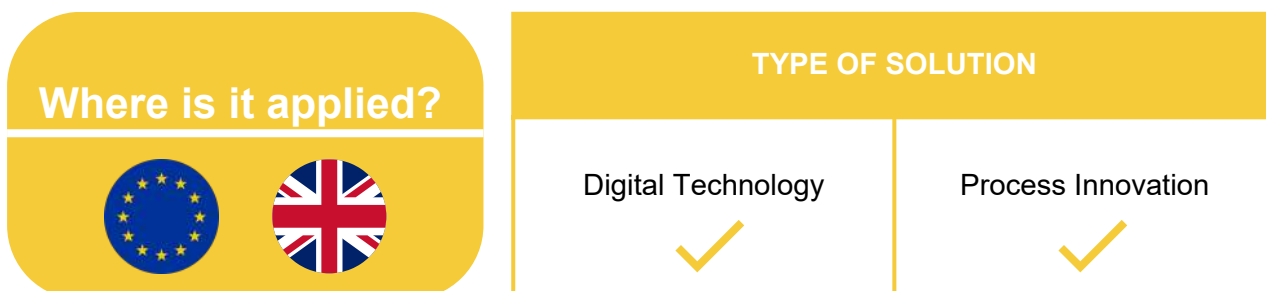 Where is it applied?
TYPE OF SOLUTION
Digital Technology
Process Innovation